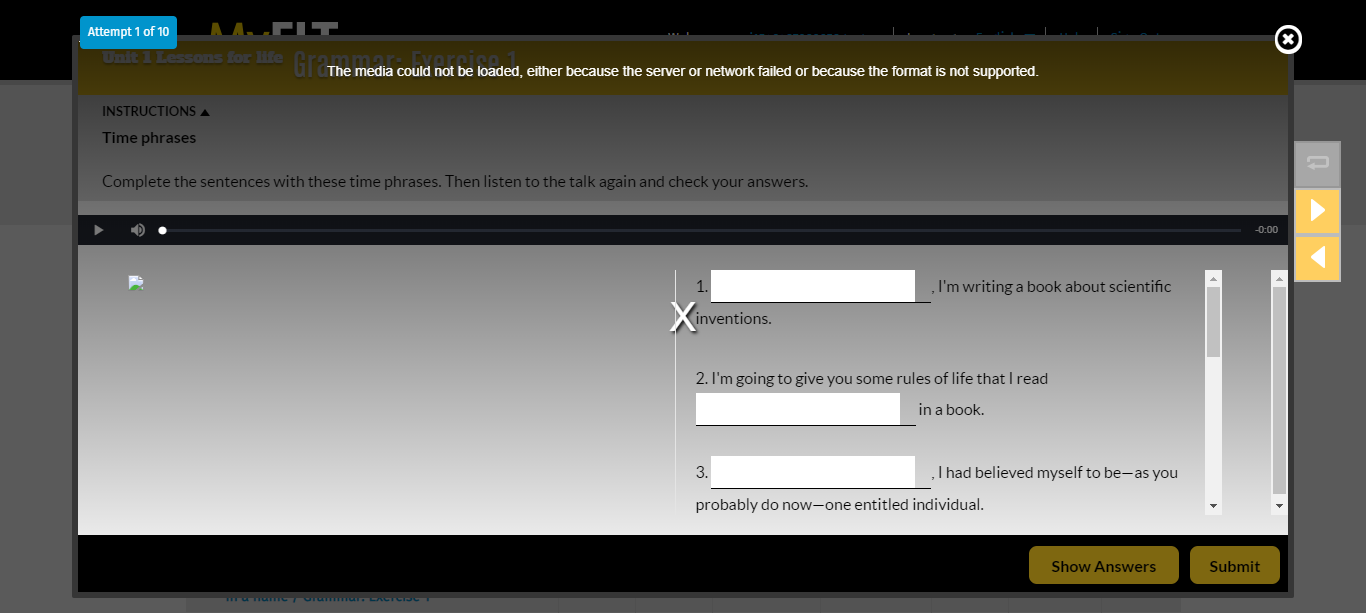 Attempt 1 of 10
Unit 1 Lessons for life Grammar: Exercise 1
The media could not be loaded, either because the server or network failed or because the format is not supported.
INSTRUCTIONS
Time phrases
Complete the sentences with these time phrases. Then listen to the talk again and check your answers.
-0:00
1. , I'm writing a book about scientific
inventions.
X
2. I'm going to give you some rules of life that I read
in a book.
3. , I had believed myself to be—as you
probably do now—one entitled individual.
Show Answers Submit